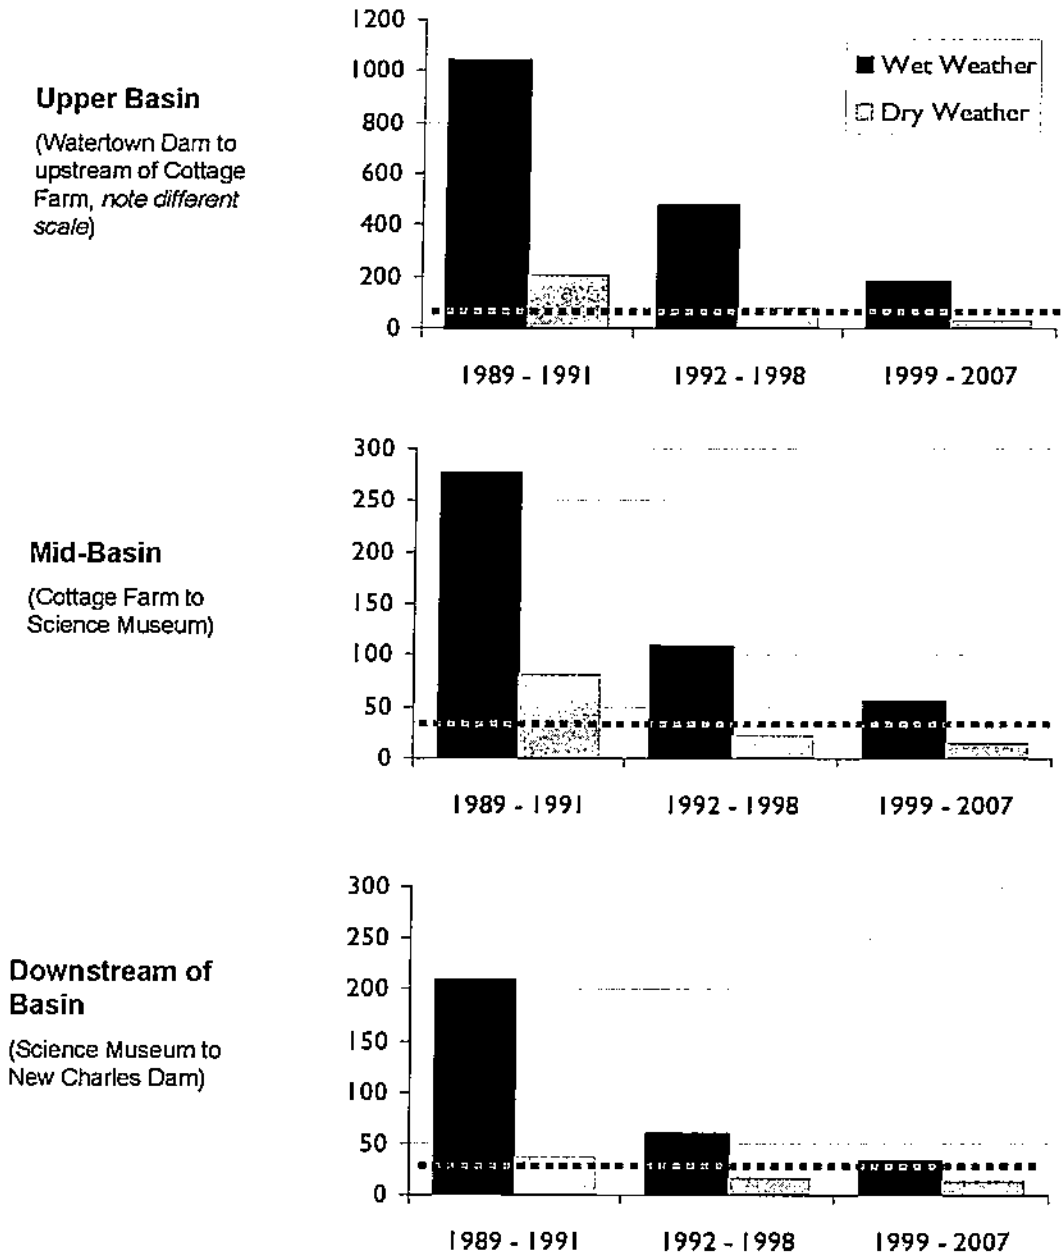 1200
1000
800
600
400
200
0
Upper Basin
(Watertown Dam to
upstream of Cottage
Farm, note different
scale)
Wet Weather
Dry Weather
1989 - 1991
1992 - 1998
1999 - 2007
300
250
200
150
100
50
0
Mid-Basin
(Cottage Farm to
Science Museum)
1989 - 1991
1992 - 1998
1999 - 2007
300
250
200
150
100
50
0
Downstream of
Basin
(Science Museum to
New Charles Dam)
1989 - 1991
1992 - 1998
1999 - 2007